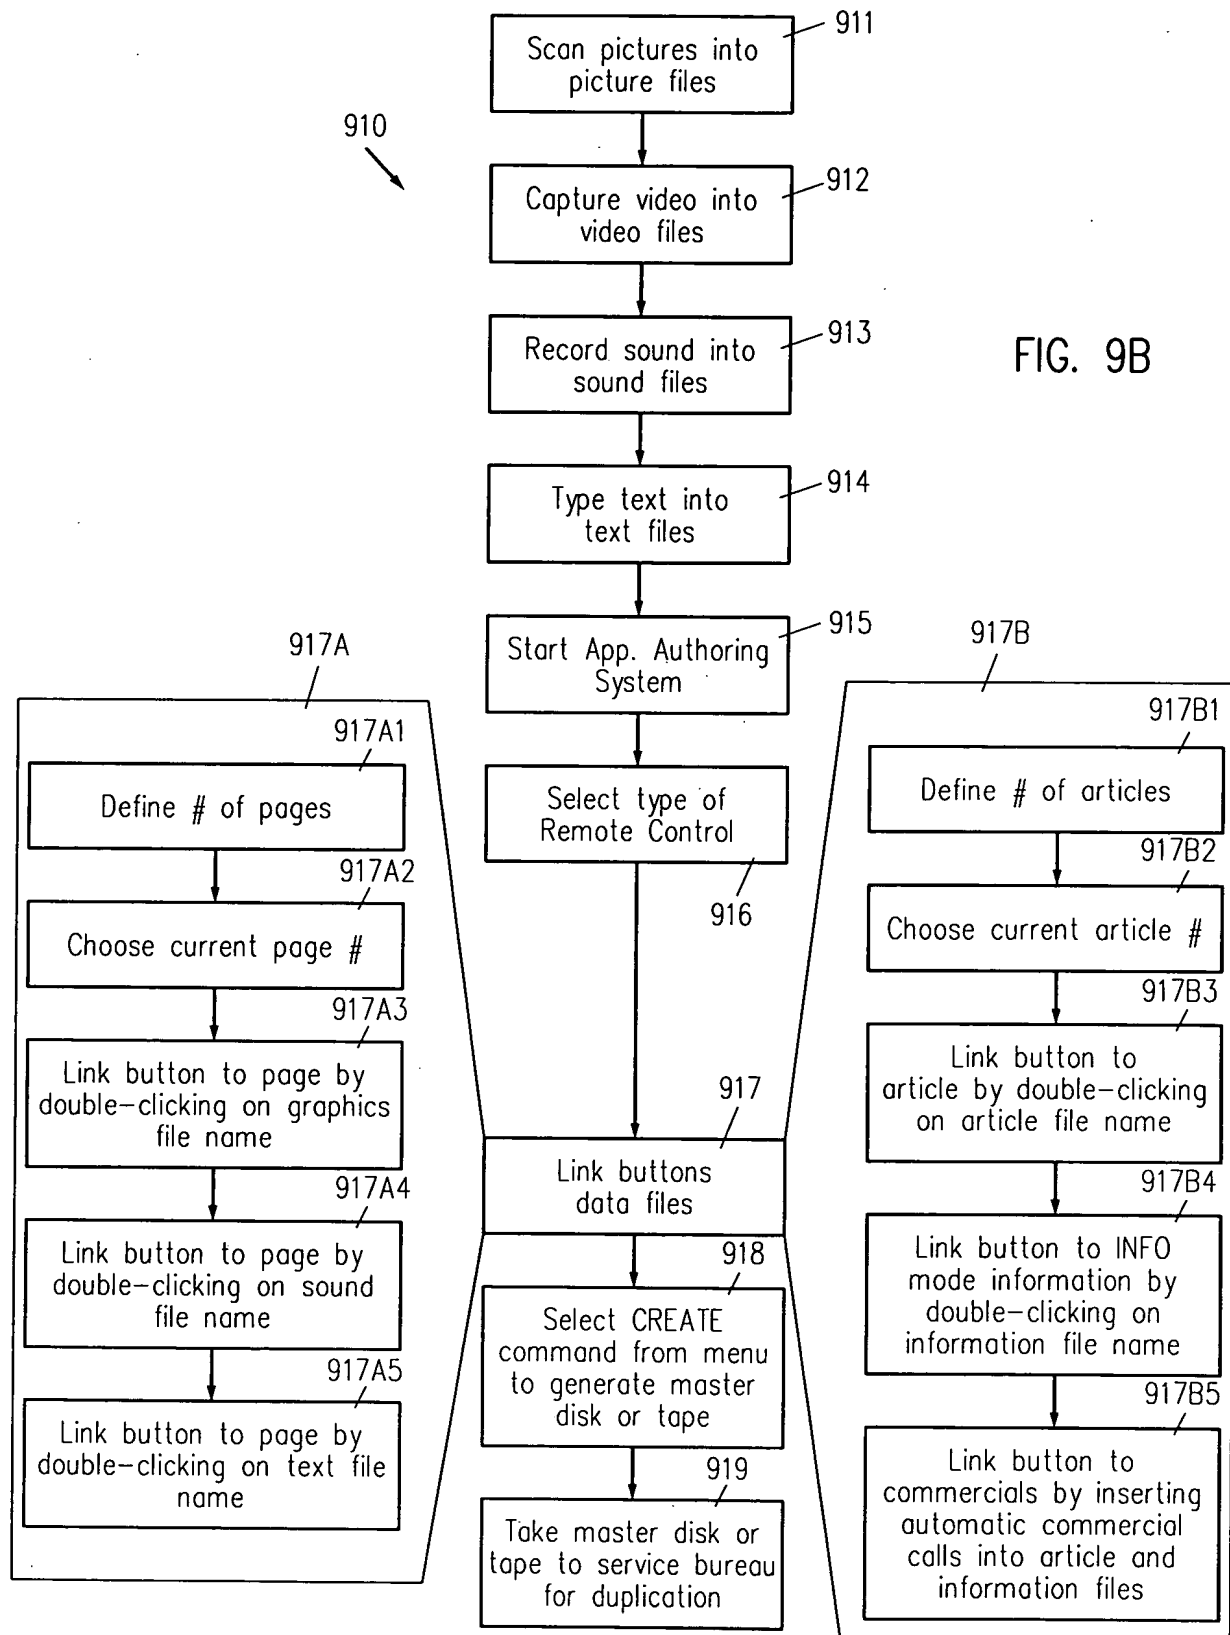 911
Scan pictures into
picture files
910
912
Capture video into
video files
913
Record sound into
sound files
FIG. 9B
914
Type text into
text files
915
Start App. Authoring
System
Select type of
Remote Control
916
917
Link buttons
data files
918
Select CREATE
command from menu
to generate master
disk or tape
919
Take master disk or
tape to service bureau
for duplication
917A
917A1
Define # of pages
917A2
Choose current page #
917A3
Link button to page by
double-clicking on graphics
file name
917A4
Link button to page by
double-clicking on sound
file name
917A5
Link button to page by
double-clicking on text file
name
917B
917B1
Define # of articles
917B2
Choose current article #
917B3
Link button to
article by double-clicking
on article file name
917B4
Link button to INFO
mode information by
double-clicking on
information file name
917B5
Link button to
commercials by inserting
automatic commercial
calls into article and
information files